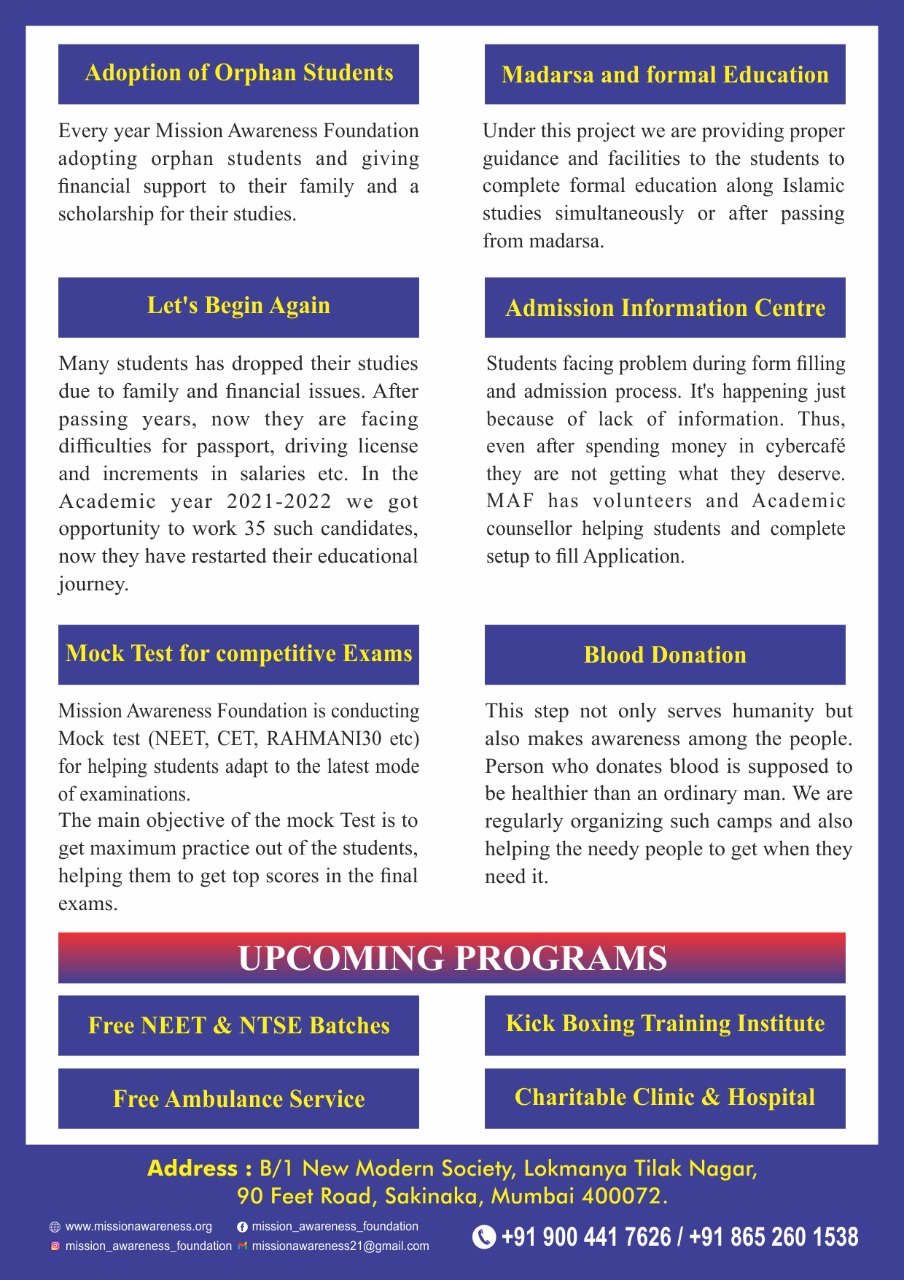 Adoption of Orphan Students
Every year Mission Awareness Foundation
adopting orphan students and giving
financial support to their family and a
scholarship for their studies.
Madarsa and formal Education
Under this project we are providing proper
guidance and facilities to the students to
complete formal education along Islamic
studies simultaneously or after passing
from madarsa.
Let's Begin Again
Many students has dropped their studies
due to family and financial issues. After
passing years, now they are facing
difficulties for passport, driving license
and increments in salaries etc. In the
Academic year 2021-2022 we got
opportunity to work 35 such candidates,
now they have restarted their educational
journey.
Admission Information Centre
Students facing problem during form filling
and admission process. It's happening just
because of lack of information. Thus,
even after spending money in cybercafé
they are not getting what they deserve.
MAF has volunteers and Academic
counsellor helping students and complete
setup to fill Application.
Mock Test for competitive Exams
Mission Awareness Foundation is conducting
Mock test (NEET, CET, RAHMANI30 etc)
for helping students adapt to the latest mode
of examinations.
The main objective of the mock Test is to
get maximum practice out of the students,
helping them to get top scores in the final
exams.
Blood Donation
This step not only serves humanity but
also makes awareness among the people.
Person who donates blood is supposed to
be healthier than an ordinary man. We are
regularly organizing such camps and also
helping the needy people to get when they
need it.
UPCOMING PROGRAMS
Free NEET & NTSE Batches
Kick Boxing Training Institute
Free Ambulance Service
Charitable Clinic & Hospital
Address : B/1 New Modern Society, Lokmanya Tilak Nagar,
90 Feet Road, Sakinaka, Mumbai 400072.
www.missionawareness.org mission_awareness_foundation
mission_awareness_foundation missionawareness21@gmail.com
+91 900 441 7626 / +91 865 260 1538